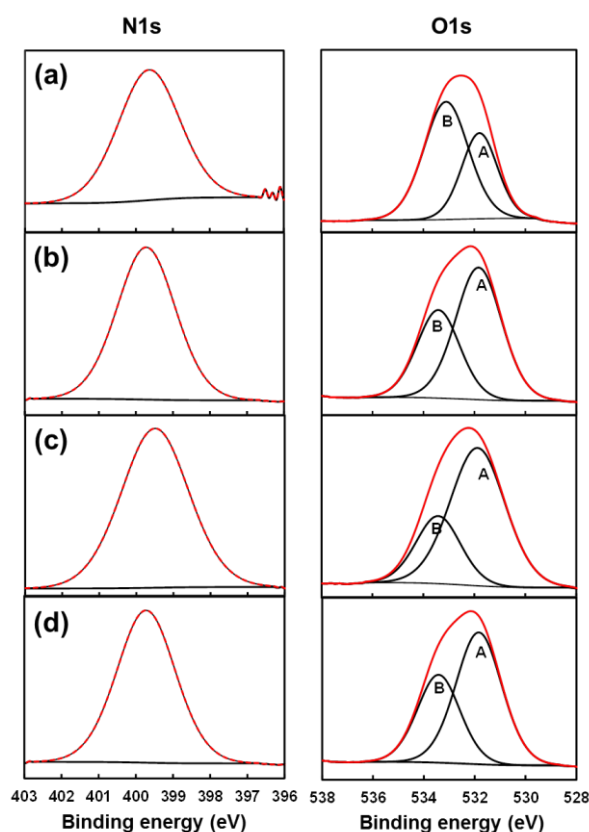 N1s O1s
(a)
B A
(b)
A
B
(c)
A
B
(d)
A
B
403 402 401 400 399 398 397 396 538 536 534 532 530 528
Binding energy (eV) Binding energy (eV)